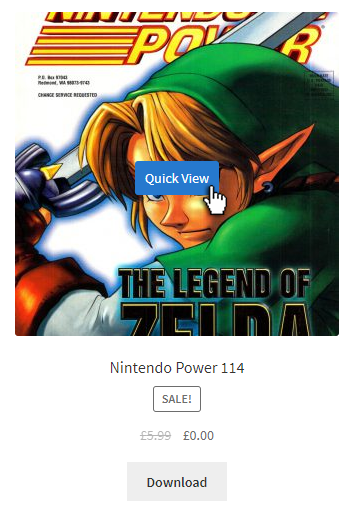 NINTENDO
POWER
P.O. BOX 97043
Redmond, WA 98073-9743
CHANGE SERVICE REQUESTED
Quick View
THE LEGEND OF
ZELDA
Nintendo Power 114
SALE!
£5.99 £0.00
Download